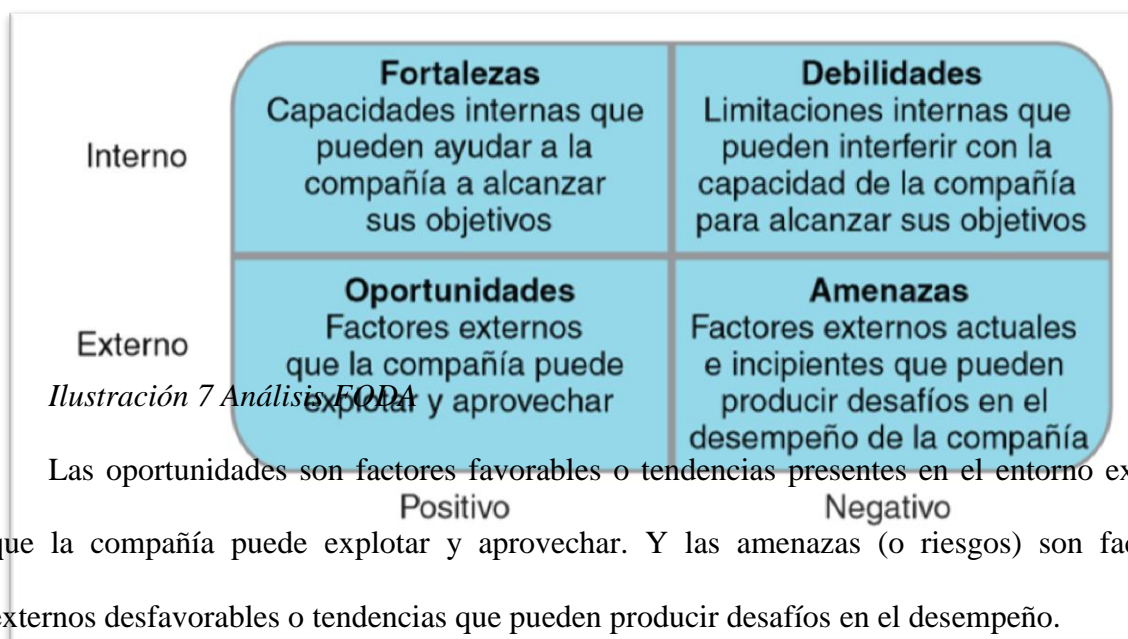 Fortalezas
Capacidades internas que
pueden ayudar a la
compañía a alcanzar
sus objetivos
Debilidades
Limitaciones internas que
pueden interferir con la
capacidad de la compañía
para alcanzar sus objetivos
Interno
Oportunidades
Factores externos
que la compañía puede
explotar y aprovechar
Amenazas
Factores externos actuales
e incipientes que pueden
producir desafíos en el
desempeño de la compañía
Externo
Ilustración 7 Análisis FODA
Las oportunidades son factores favorables o tendencias presentes en el entorno
Positivo
Negativo
que la compañía puede explotar y aprovechar. Y las amenazas (o riesgos) son
externos desfavorables o tendencias que pueden producir desafíos en el desempeño.